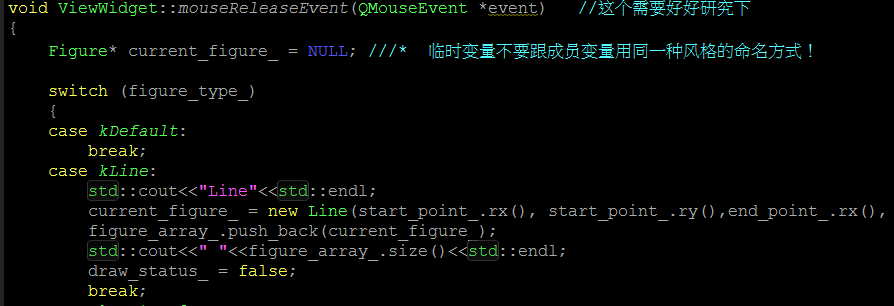 void ViewWidget::mouseReleaseEvent(QMouseEvent *event)   //这个需要好好研究下
{
    Figure* current_figure_ = NULL; ///*  临时变量不要跟成员变量用同一种风格的命名方式！

    switch (figure_type_)
    {
    case kDefault:
        break;
    case kLine:
        std::cout<<"Line"<<std::endl;
        current_figure_ = new Line(start_point_.rx(), start_point_.ry(),end_point_.rx(),
        figure_array_.push_back(current_figure_);
        std::cout<<" "<<figure_array_.size()<<std::endl;
        draw_status_ = false;
        break;